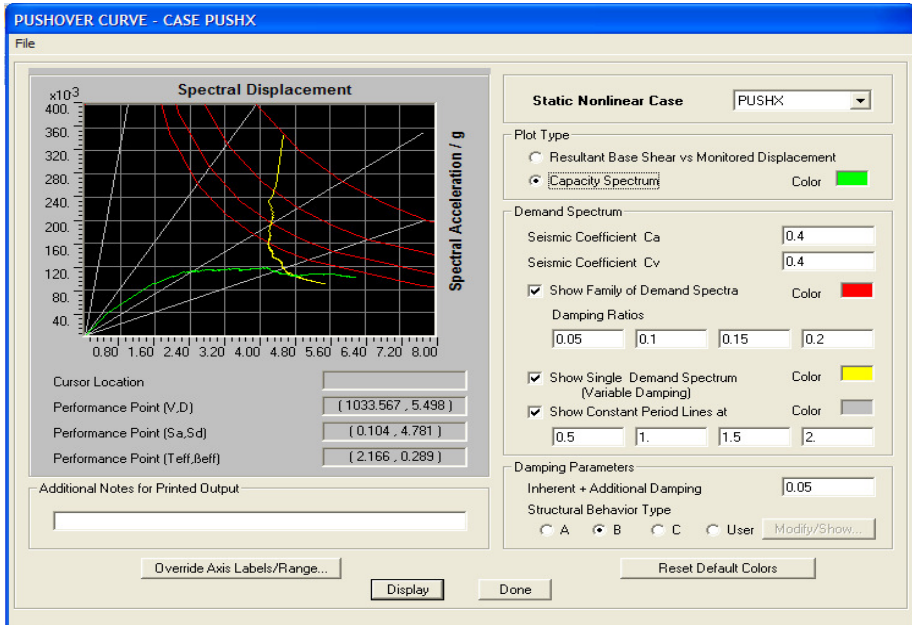 PUSHOVER CURVE - CASE PUSHX
File
Spectral Displacement
x10³
400.
360.
320.
280.
240.
200.
160.
120.
80.
40.
0.80 1.60 2.40 3.20 4.00 4.80 5.60 6.40 7.20 8.00
Spectral Acceleration / g
Cursor Location
Performance Point (V,D) ( 1033.567 , 5.498 )
Performance Point (Sa,Sd) ( 0.104 , 4.781 )
Performance Point (Teff,βeff) ( 2.166 , 0.289 )
Additional Notes for Printed Output
Static Nonlinear Case PUSHX
Plot Type
Resultant Base Shear vs Monitored Displacement
Capacity Spectrum Color
Demand Spectrum
Seismic Coefficient Ca 0.4
Seismic Coefficient Cv 0.4
Show Family of Demand Spectra Color
Damping Ratios
0.05 0.1 0.15 0.2
Show Single Demand Spectrum Color
(Variable Damping)
Show Constant Period Lines at Color
0.5 1. 1.5 2.
Damping Parameters
Inherent + Additional Damping 0.05
Structural Behavior Type
A B C User Modify/Show...
Override Axis Labels/Range... Reset Default Colors
Display Done